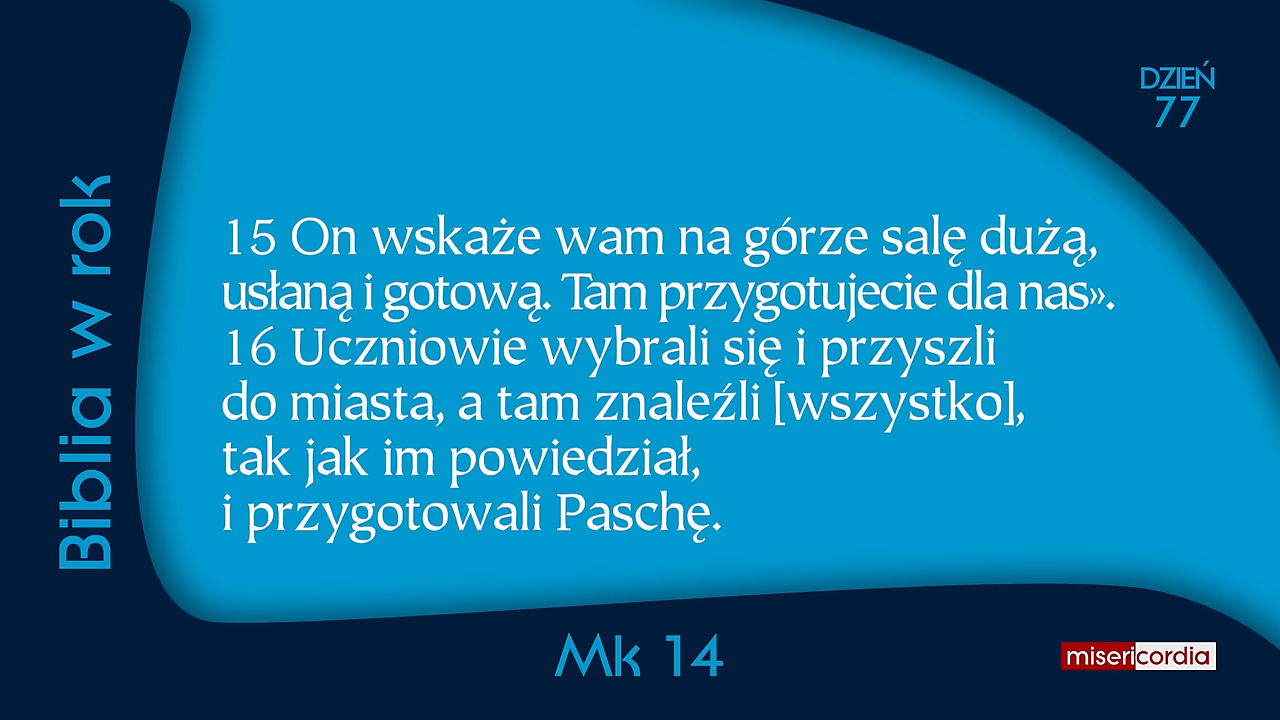 DZIEŃ
77
Biblia w rok
15 On wskaże wam na górze salę dużą,
usłaną i gotową. Tam przygotujecie dla nas».
16 Uczniowie wybrali się i przyszli
do miasta, a tam znaleźli [wszystko],
tak jak im powiedział,
i przygotowali Paschę.
Mk 14
misericordia